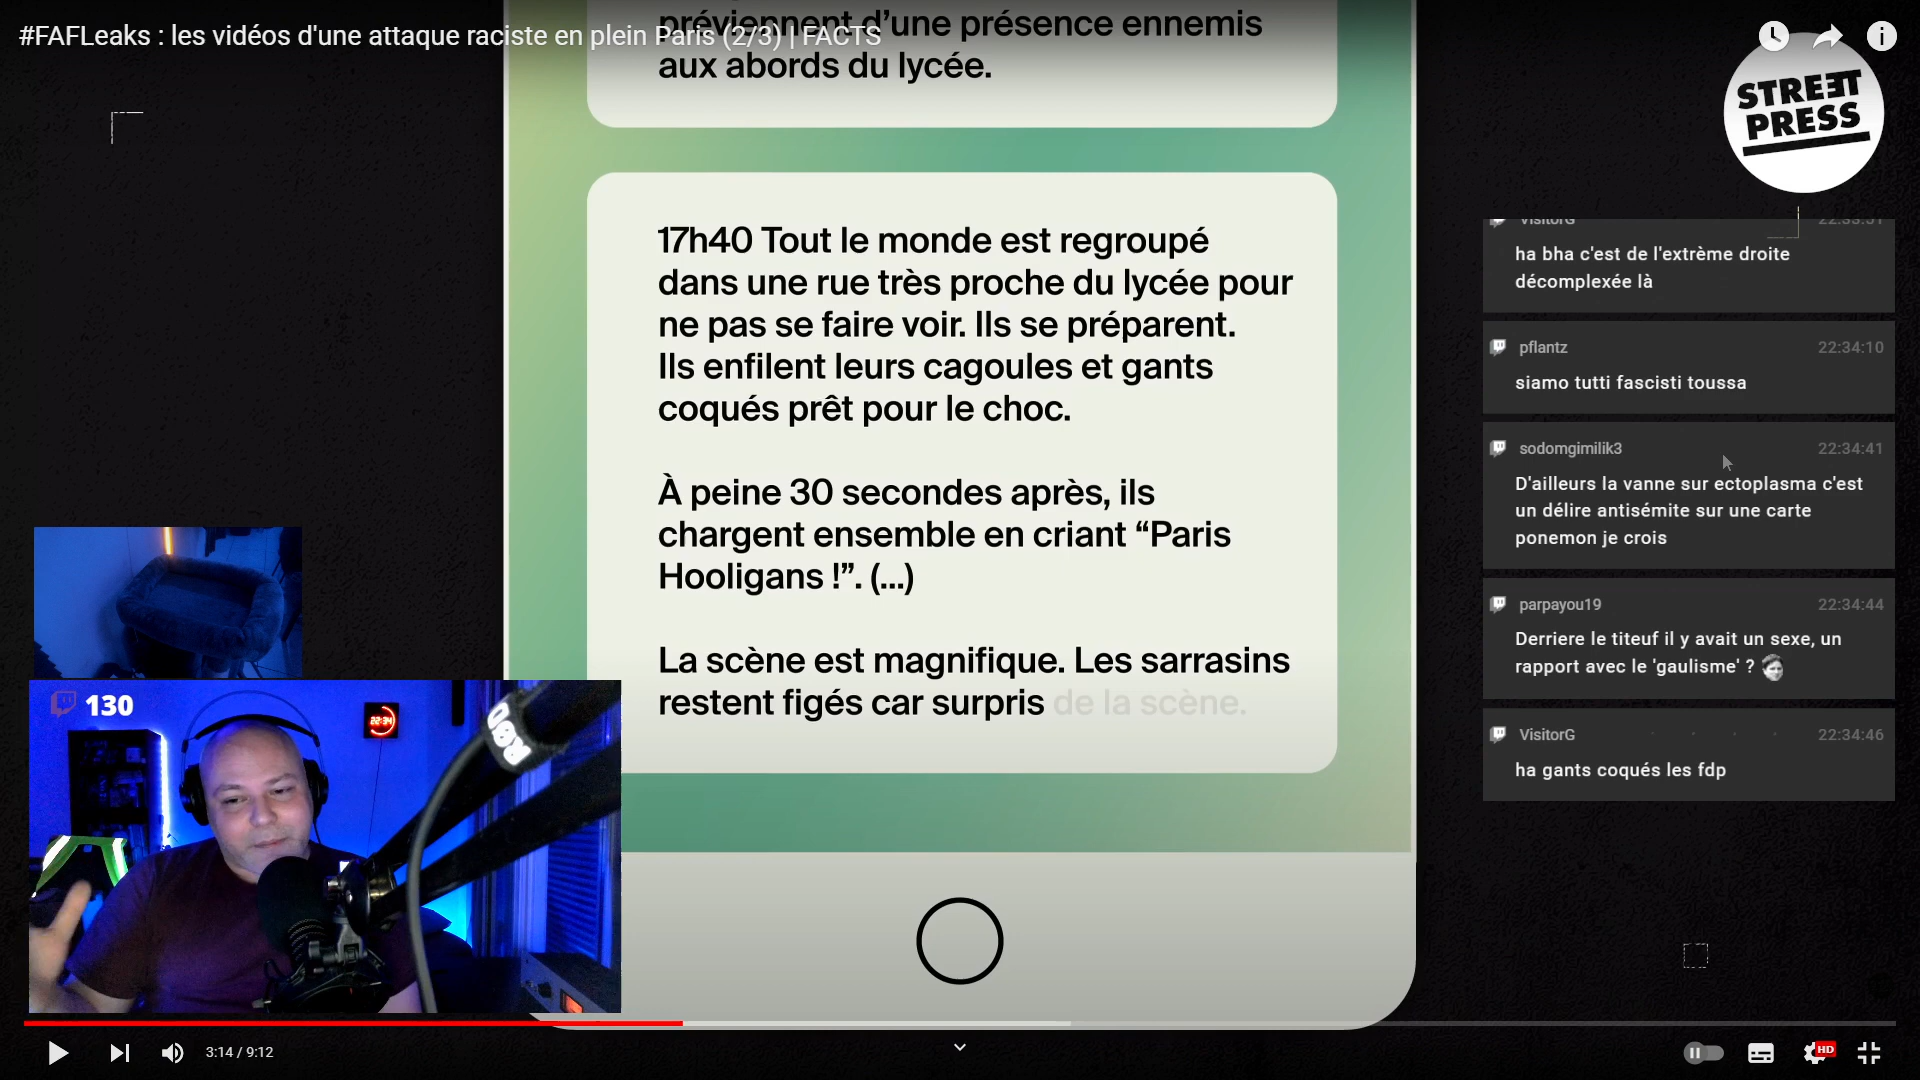 #FAFLeaks : les vidéos d'une attaque raciste en plein Paris (2/3) | FACTS
préviennent d'une présence ennemis
aux abords du lycée.
STREET
PRESS
17h40 Tout le monde est regroupé
dans une rue très proche du lycée pour
ne pas se faire voir. Ils se préparent.
Ils enfilent leurs cagoules et gants
coqués prêt pour le choc.
À peine 30 secondes après, ils
chargent ensemble en criant “Paris
Hooligans !”. (...)
La scène est magnifique. Les sarrasins
restent figés car surpris de la scène.
VisitorG 22:33:51
ha bha c'est de l'extrème droite
décomplexée là
pflantz 22:34:10
siamo tutti fascisti toussa
sodomgimilik3 22:34:41
D'ailleurs la vanne sur ectoplasma c'est
un délire antisémite sur une carte
ponemon je crois
parpayou19 22:34:44
Derriere le titeuf il y avait un sexe, un
rapport avec le 'gaulisme' ?
VisitorG 22:34:46
ha gants coqués les fdp
130
22:34
RØD
3:14 / 9:12
HD